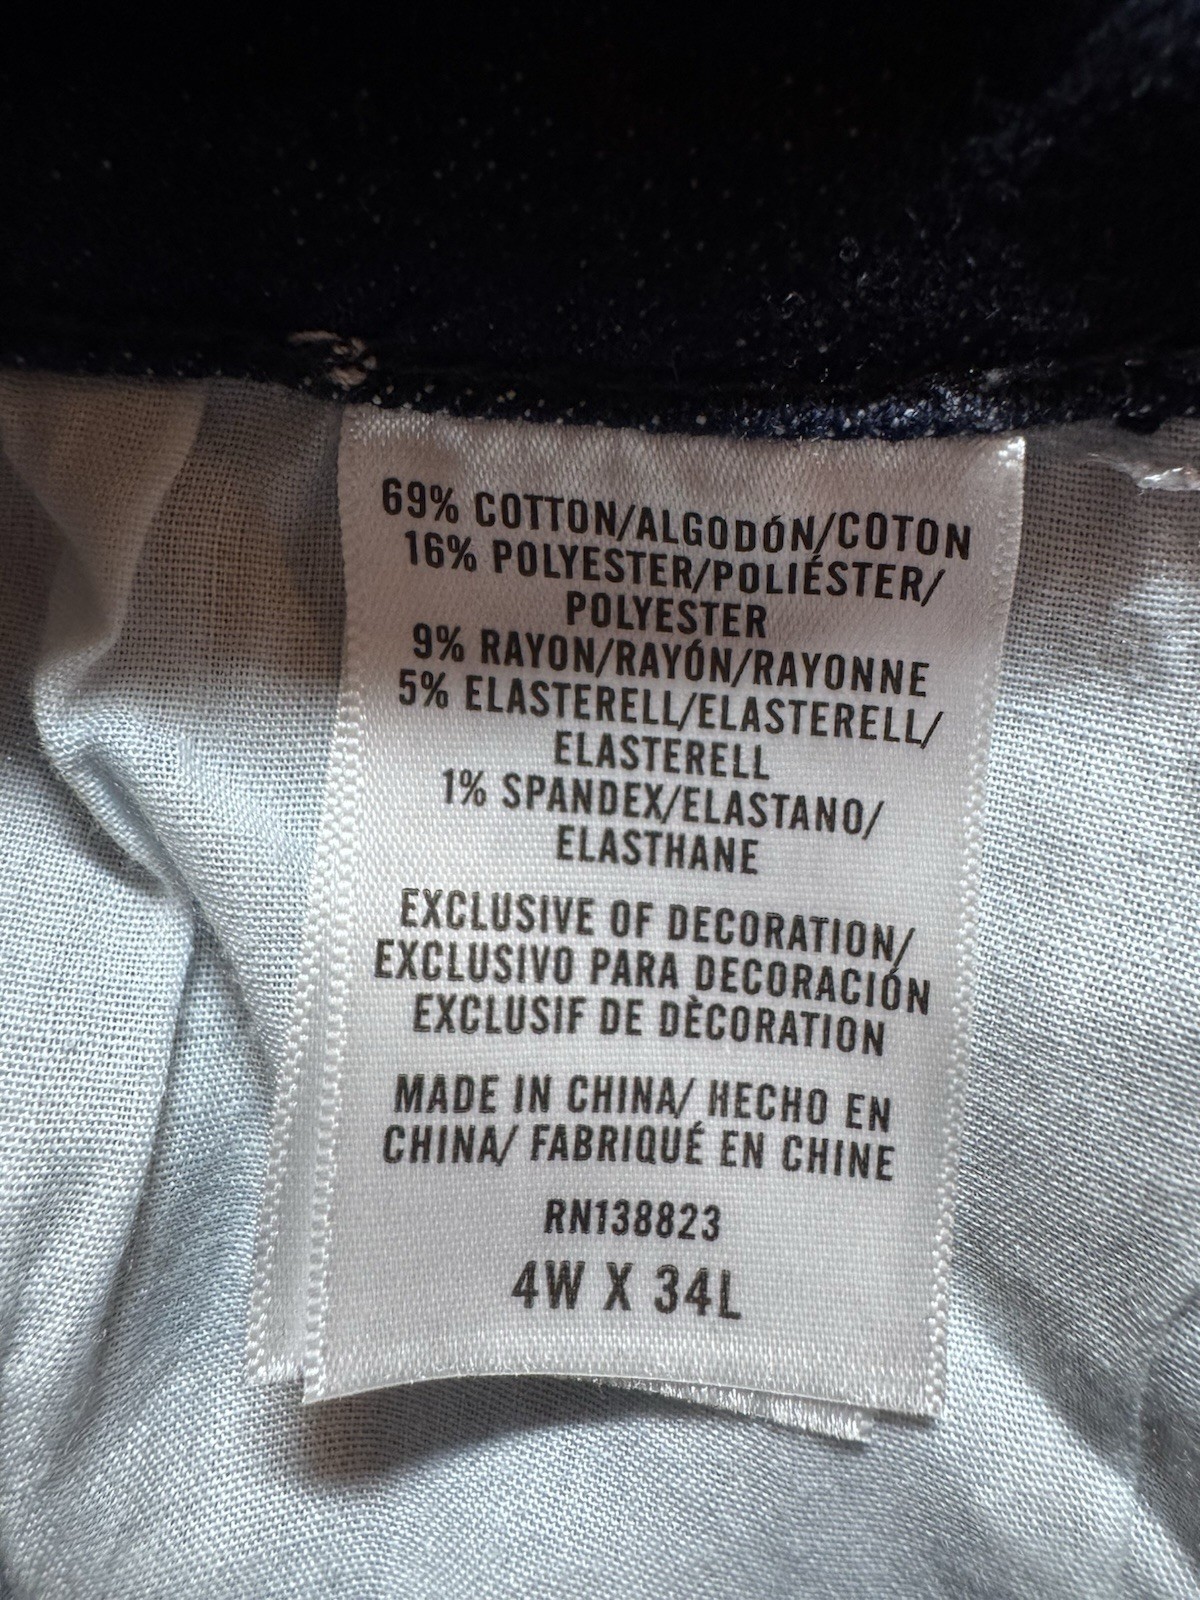 69% COTTON/ALGODÓN/COTON
16% POLYESTER/POLIÉSTER/
POLYESTER
9% RAYON/RAYÓN/RAYONNE
5% ELASTERELL/ELASTERELL/
ELASTERELL
1% SPANDEX/ELASTANO/
ELASTHANE
EXCLUSIVE OF DECORATION/
EXCLUSIVO PARA DECORACIÓN
EXCLUSIF DE DÈCORATION
MADE IN CHINA/ HECHO EN
CHINA/ FABRIQUÉ EN CHINE
RN138823
4W X 34L